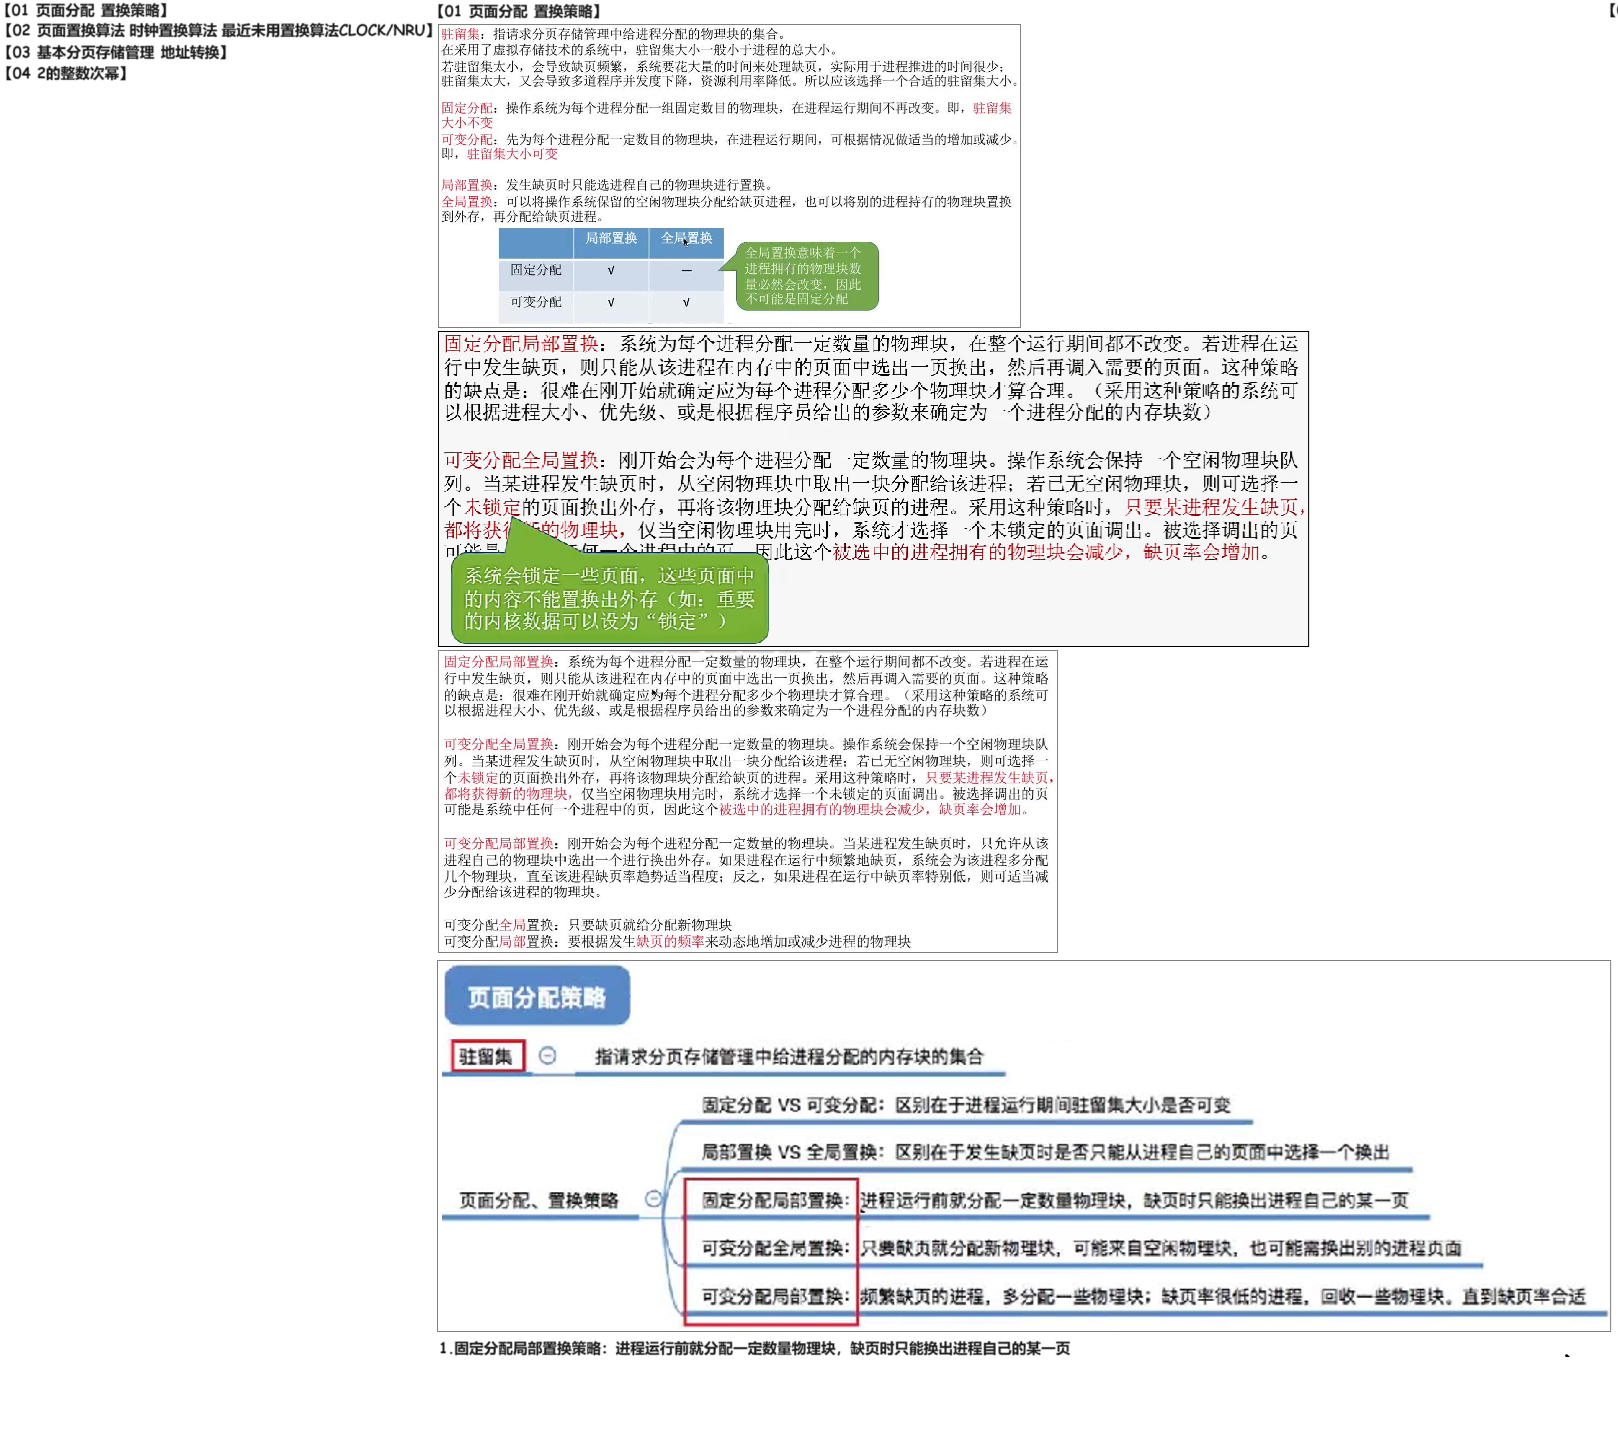 【01 页面分配 置换策略】
【02 页面置换算法 时钟置换算法 最近未用置换算法CLOCK/NRU】
【03 基本分页存储管理 地址转换】
【04 2的整数次幂】
【01 页面分配 置换策略】
驻留集：指请求分页存储管理中给进程分配的物理块的集合。
在采用了虚拟存储技术的系统中，驻留集大小一般小于进程的总大小。
若驻留集太小，会导致缺页频繁，系统要花大量的时间来处理缺页，实际用于进程推进的时间很少；
驻留集太大，又会导致多道程序并发度下降，资源利用率降低。所以应该选择一个合适的驻留集大小。
固定分配：操作系统为每个进程分配一组固定数目的物理块，在进程运行期间不再改变。即，驻留集
大小不变
可变分配：先为每个进程分配一定数目的物理块，在进程运行期间，可根据情况做适当的增加或减少。
即，驻留集大小可变
局部置换：发生缺页时只能选进程自己的物理块进行置换。
全局置换：可以将操作系统保留的空闲物理块分配给缺页进程，也可以将别的进程持有的物理块置换
到外存，再分配给缺页进程。
局部置换 全局置换
固定分配 √ —
可变分配 √ √
全局置换意味着一个
进程拥有的物理块数
量必然会改变，因此
不可能是固定分配
固定分配局部置换：系统为每个进程分配一定数量的物理块，在整个运行期间都不改变。若进程在运
行中发生缺页，则只能从该进程在内存中的页面中选出一页换出，然后再调入需要的页面。这种策略
的缺点是：很难在刚开始就确定应为每个进程分配多少个物理块才算合理。（采用这种策略的系统可
以根据进程大小、优先级、或是根据程序员给出的参数来确定为一个进程分配的内存块数）
可变分配全局置换：刚开始会为每个进程分配一定数量的物理块。操作系统会保持一个空闲物理块队
列。当某进程发生缺页时，从空闲物理块中取出一块分配给该进程；若已无空闲物理块，则可选择一
个未锁定的页面换出外存，再将该物理块分配给缺页的进程。采用这种策略时，只要某进程发生缺页，
都将获得新的物理块，仅当空闲物理块用完时，系统才选择一个未锁定的页面调出。被选择调出的页
可能是 何一个进程中的页，因此这个被选中的进程拥有的物理块会减少，缺页率会增加。
系统会锁定一些页面，这些页面中
的内容不能置换出外存（如：重要
的内核数据可以设为“锁定”）
固定分配局部置换：系统为每个进程分配一定数量的物理块，在整个运行期间都不改变。若进程在运
行中发生缺页，则只能从该进程在内存中的页面中选出一页换出，然后再调入需要的页面。这种策略
的缺点是：很难在刚开始就确定应为每个进程分配多少个物理块才算合理。（采用这种策略的系统可
以根据进程大小、优先级、或是根据程序员给出的参数来确定为一个进程分配的内存块数）
可变分配全局置换：刚开始会为每个进程分配一定数量的物理块。操作系统会保持一个空闲物理块队
列。当某进程发生缺页时，从空闲物理块中取出一块分配给该进程；若已无空闲物理块，则可选择一
个未锁定的页面换出外存，再将该物理块分配给缺页的进程。采用这种策略时，只要某进程发生缺页，
都将获得新的物理块，仅当空闲物理块用完时，系统才选择一个未锁定的页面调出。被选择调出的页
可能是系统中任何一个进程中的页，因此这个被选中的进程拥有的物理块会减少，缺页率会增加。
可变分配局部置换：刚开始会为每个进程分配一定数量的物理块。当某进程发生缺页时，只允许从该
进程自己的物理块中选出一个进行换出外存。如果进程在运行中频繁地缺页，系统会为该进程多分配
几个物理块，直至该进程缺页率趋势适当程度；反之，如果进程在运行中缺页率特别低，则可适当减
少分配给该进程的物理块。
可变分配全局置换：只要缺页就给分配新物理块
可变分配局部置换：要根据发生缺页的频率来动态地增加或减少进程的物理块
页面分配策略
驻留集 指请求分页存储管理中给进程分配的内存块的集合
固定分配 VS 可变分配：区别在于进程运行期间驻留集大小是否可变
局部置换 VS 全局置换：区别在于发生缺页时是否只能从进程自己的页面中选择一个换出
页面分配、置换策略
固定分配局部置换：进程运行前就分配一定数量物理块，缺页时只能换出进程自己的某一页
可变分配全局置换：只要缺页就分配新物理块，可能来自空闲物理块，也可能需换出别的进程页面
可变分配局部置换：频繁缺页的进程，多分配一些物理块；缺页率很低的进程，回收一些物理块。直到缺页率合适
1.固定分配局部置换策略：进程运行前就分配一定数量物理块，缺页时只能换出进程自己的某一页